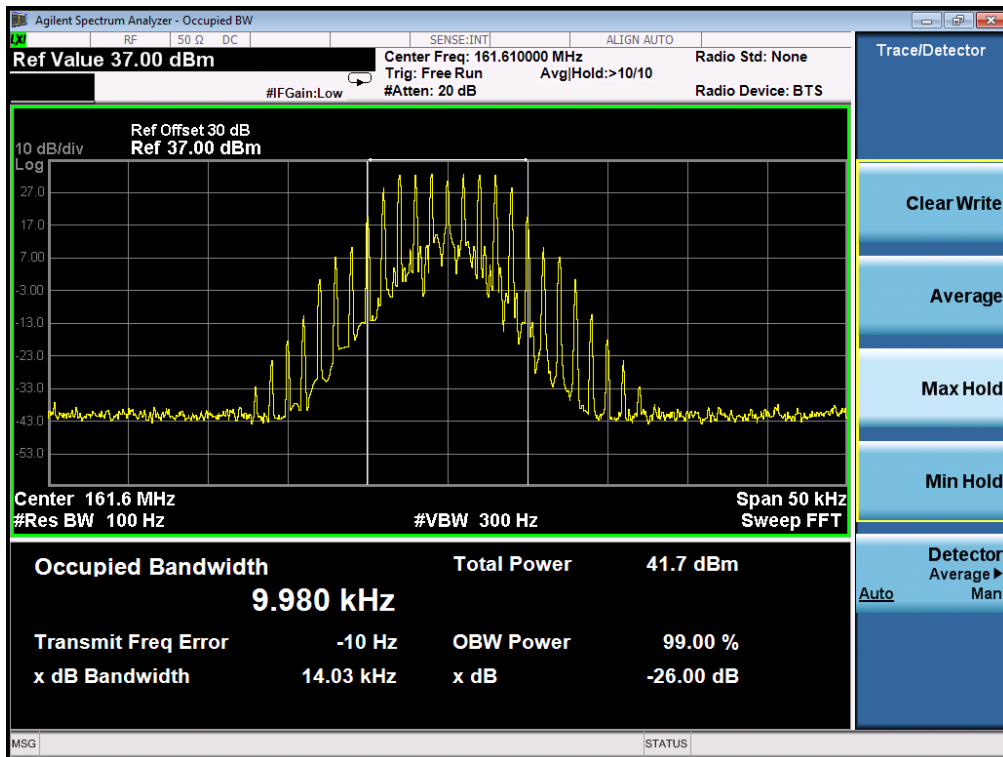 Agilent Spectrum Analyzer - Occupied BW
LXI RF 50 Ω DC SENSE:INT ALIGN AUTO
Ref Value 37.00 dBm
Center Freq: 161.610000 MHz
Radio Std: None
Trig: Free Run Avg|Hold:>10/10
#IFGain:Low
#Atten: 20 dB
Radio Device: BTS
Ref Offset 30 dB
10 dB/div Ref 37.00 dBm
Log
27.0
17.0
7.00
-3.00
-13.0
-23.0
-33.0
-43.0
-53.0
Center 161.6 MHz
Span 50 kHz
#Res BW 100 Hz
#VBW 300 Hz
Sweep FFT
Occupied Bandwidth
9.980 kHz
Total Power 41.7 dBm
Transmit Freq Error -10 Hz
OBW Power 99.00 %
x dB Bandwidth 14.03 kHz
x dB -26.00 dB
Trace/Detector
Clear Write
Average
Max Hold
Min Hold
Detector
Average
Auto Man
MSG
STATUS